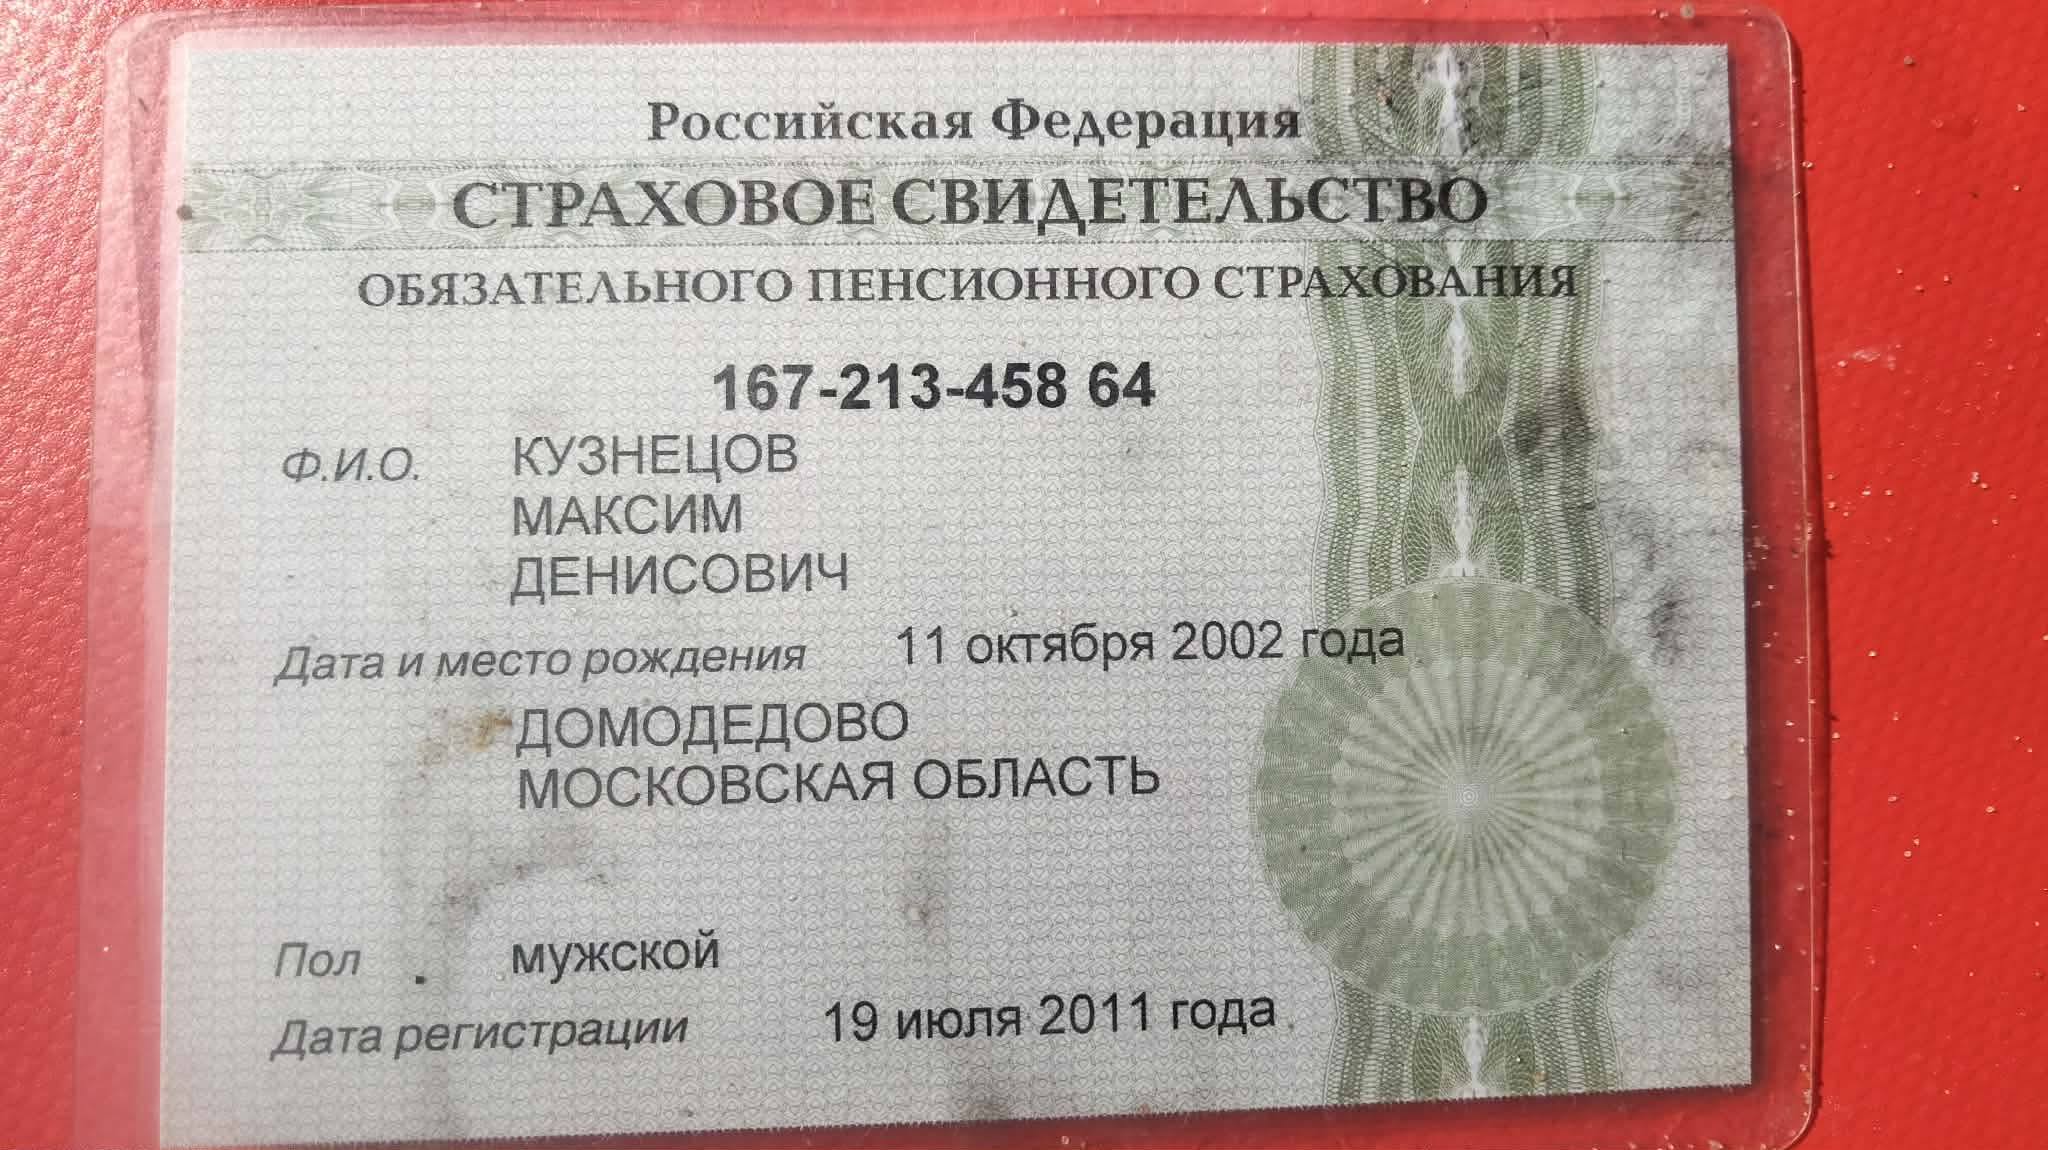 Российская Федерация
СТРАХОВОЕ СВИДЕТЕЛЬСТВО
ОБЯЗАТЕЛЬНОГО ПЕНСИОННОГО СТРАХОВАНИЯ
167-213-458 64
Ф.И.О. КУЗНЕЦОВ
МАКСИМ
ДЕНИСОВИЧ
Дата и место рождения 11 октября 2002 года
ДОМОДЕДОВО
МОСКОВСКАЯ ОБЛАСТЬ
Пол мужской
Дата регистрации 19 июля 2011 года